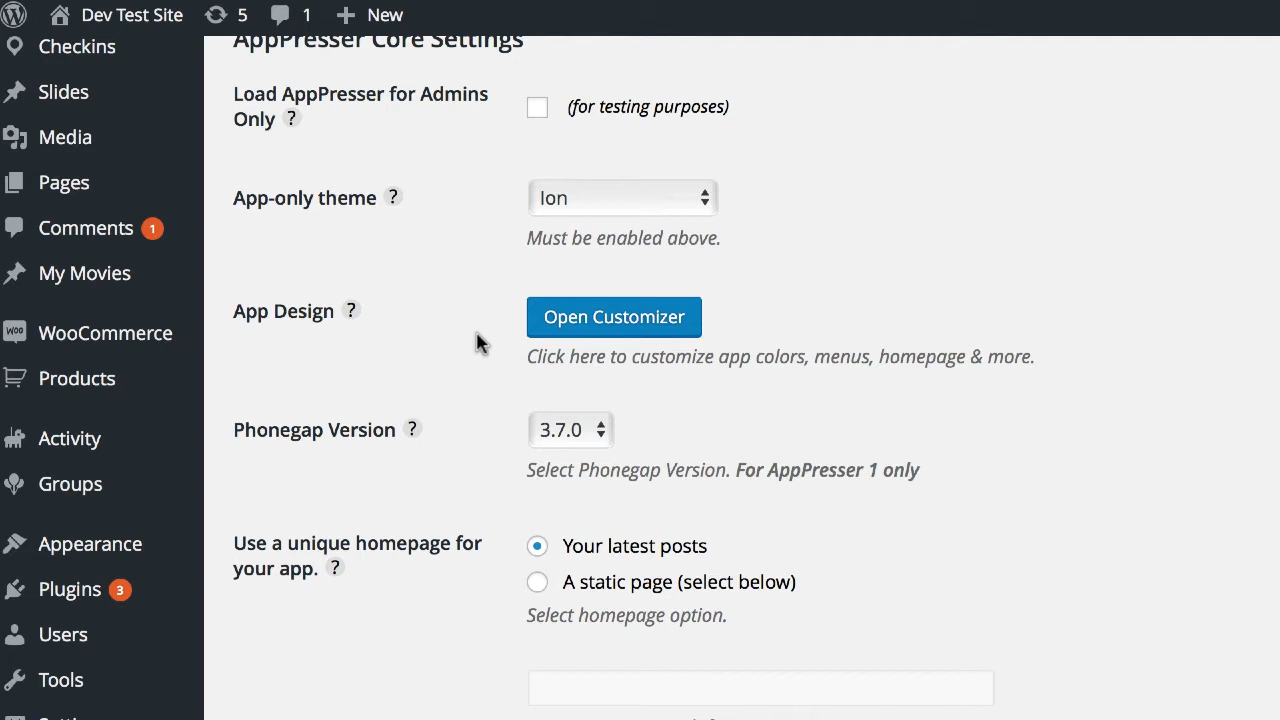 Dev Test Site 5 1 New
Checkins
Slides
Media
Pages
Comments 1
My Movies
WooCommerce
Products
Activity
Groups
Appearance
Plugins 3
Users
Tools
AppPresser Core Settings
Load AppPresser for Admins
Only ?
(for testing purposes)
App-only theme ?
Ion
Must be enabled above.
App Design ?
Open Customizer
Click here to customize app colors, menus, homepage & more.
Phonegap Version ?
3.7.0
Select Phonegap Version. For AppPresser 1 only
Use a unique homepage for
your app. ?
Your latest posts
A static page (select below)
Select homepage option.